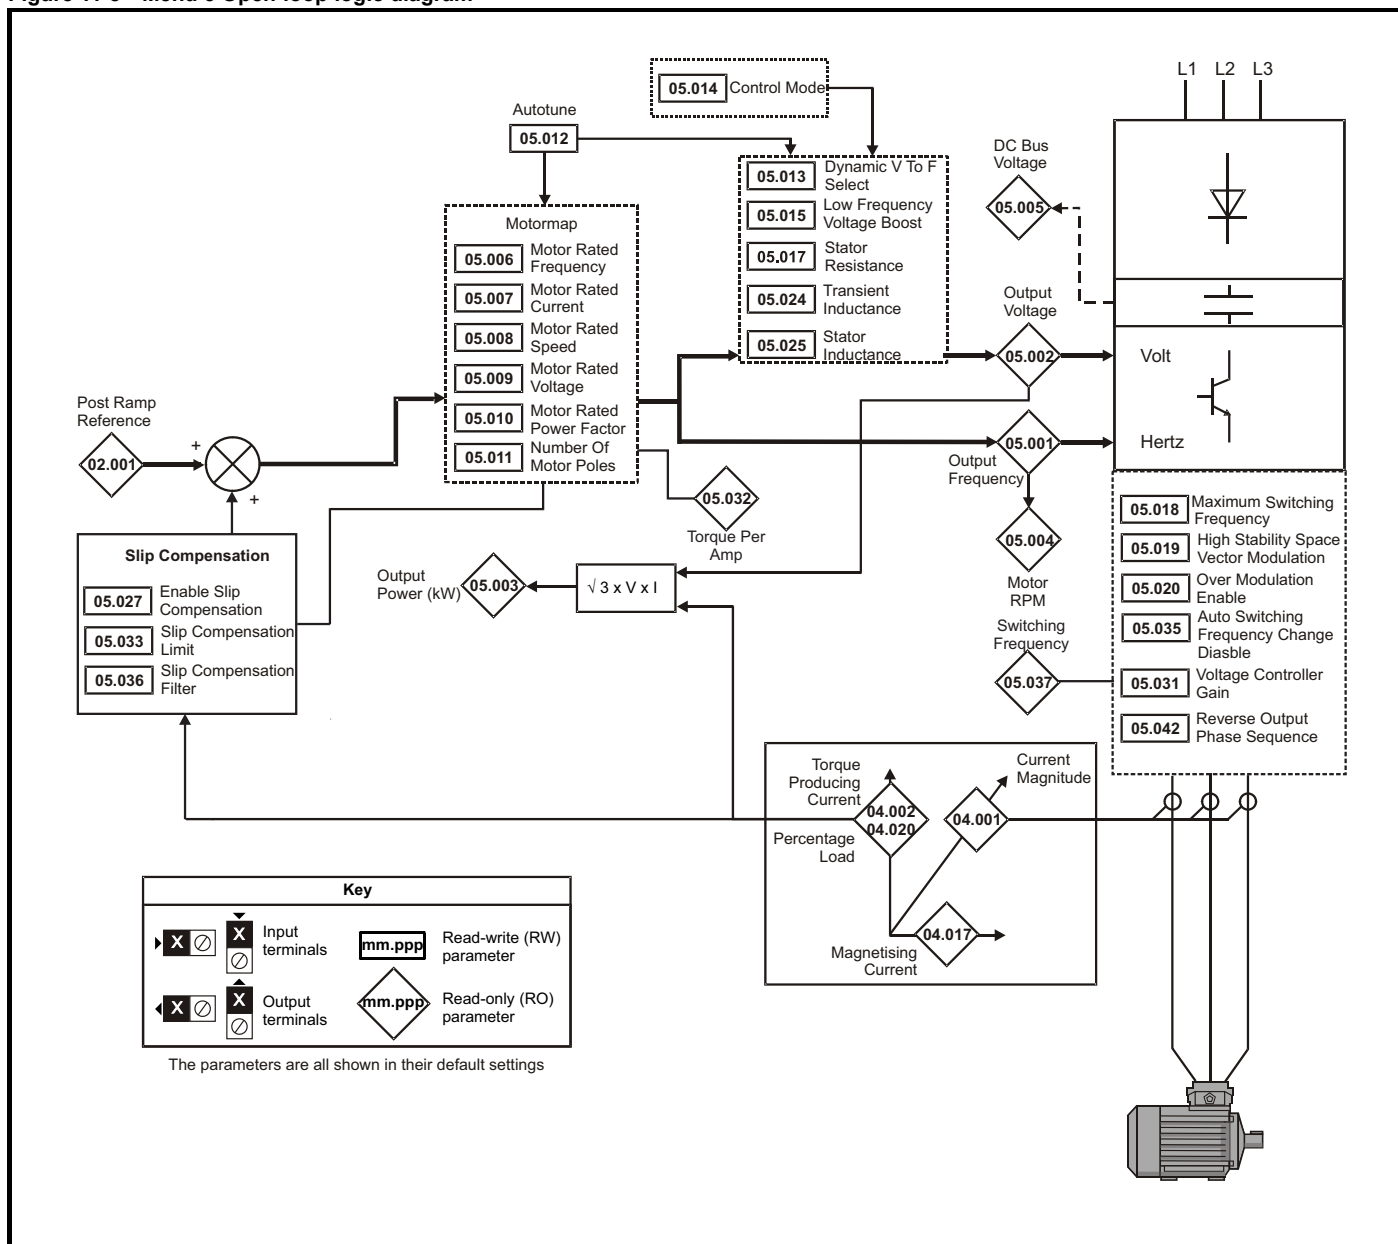 05.014 Control Mode
L1 L2 L3
Autotune
05.012
DC Bus
Voltage
05.005
05.013 Dynamic V To F
Select
05.015 Low Frequency
Voltage Boost
05.017 Stator
Resistance
05.024 Transient
Inductance
05.025 Stator
Inductance
Motormap
05.006 Motor Rated
Frequency
05.007 Motor Rated
Current
05.008 Motor Rated
Speed
05.009 Motor Rated
Voltage
05.010 Motor Rated
Power Factor
05.011 Number Of
Motor Poles
Output
Voltage
05.002
Volt
Hertz
Post Ramp
Reference
02.001
+
+
05.001
Output
Frequency
05.032
Torque Per
Amp
05.004
Motor
RPM
Slip Compensation
05.027 Enable Slip
Compensation
05.033 Slip Compensation
Limit
05.036 Slip Compensation
Filter
Output
Power (kW)
05.003
√ 3 x V x I
Switching
Frequency
05.037
05.018 Maximum Switching
Frequency
05.019 High Stability Space
Vector Modulation
05.020 Over Modulation
Enable
05.035 Auto Switching
Frequency Change
Diasble
05.031 Voltage Controller
Gain
05.042 Reverse Output
Phase Sequence
Torque
Producing
Current
04.002
04.020
Percentage
Load
Current
Magnitude
04.001
04.017
Magnetising
Current
Key
X X Input
terminals
mm.ppp Read-write (RW)
parameter
X X Output
terminals
mm.ppp Read-only (RO)
parameter
The parameters are all shown in their default settings